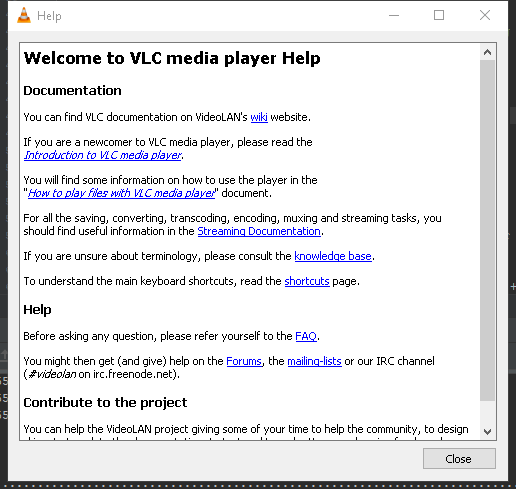 Help
Welcome to VLC media player Help
Documentation
You can find VLC documentation on VideoLAN's wiki website.
If you are a newcomer to VLC media player, please read the
Introduction to VLC media player.
You will find some information on how to use the player in the
"How to play files with VLC media player" document.
For all the saving, converting, transcoding, encoding, muxing and streaming tasks, you
should find useful information in the Streaming Documentation.
If you are unsure about terminology, please consult the knowledge base.
To understand the main keyboard shortcuts, read the shortcuts page.
Help
Before asking any question, please refer yourself to the FAQ.
You might then get (and give) help on the Forums, the mailing-lists or our IRC channel
(#videolan on irc.freenode.net).
Contribute to the project
You can help the VideoLAN project giving some of your time to help the community, to design
Close